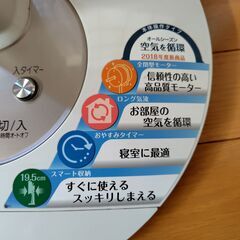 オールシーズン
空気を循環
2018年度新商品
全閉型モーター
信頼性の高い
高品質モーター
ロング気流
お部屋の
空気を循環
おやすみタイマー
寝室に最適
スマート収納
19.5cm
すぐに使える
スッキリしまえる
入タイマー
切/入